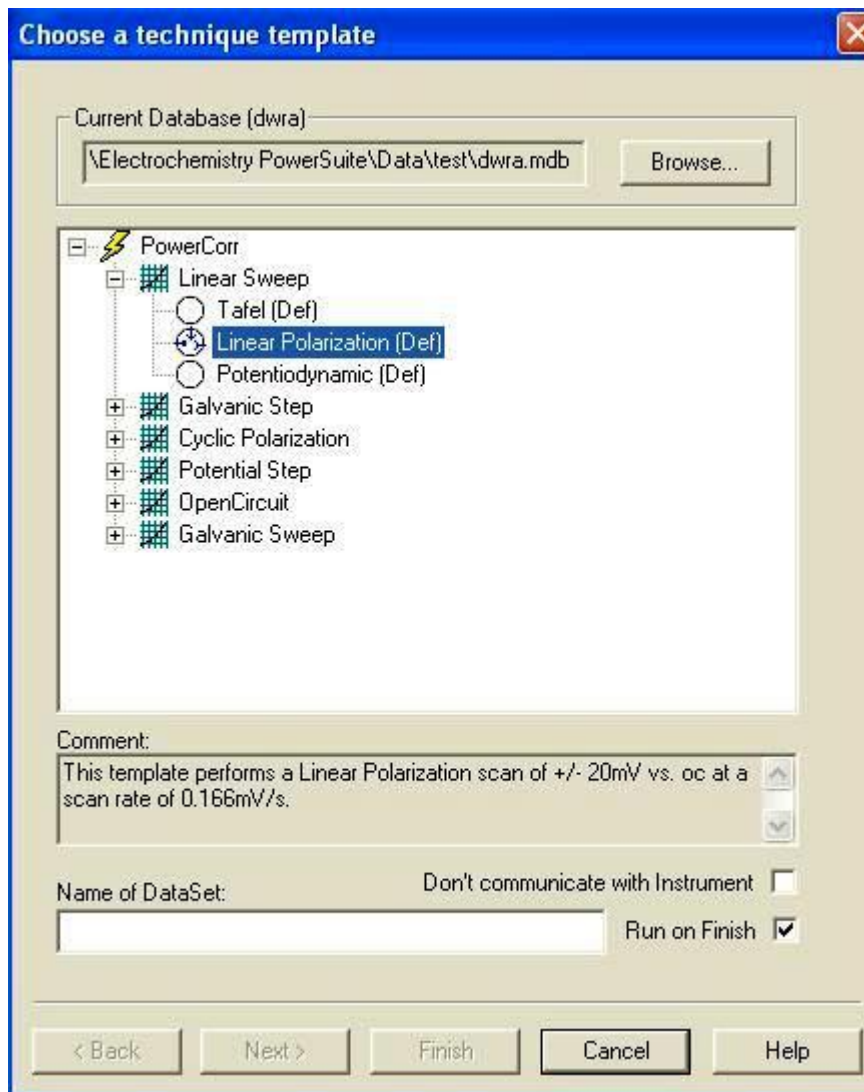 Choose a technique template
Current Database (dwra)
\Electrochemistry PowerSuite\Data\test\dwra.mdb
Browse...
PowerCorr
Linear Sweep
Tafel (Def)
Linear Polarization (Def)
Potentiodynamic (Def)
Galvanic Step
Cyclic Polarization
Potential Step
OpenCircuit
Galvanic Sweep
Comment:
This template performs a Linear Polarization scan of +/- 20mV vs. oc at a
scan rate of 0.166mV/s.
Name of DataSet:
Don't communicate with Instrument
Run on Finish
< Back
Next >
Finish
Cancel
Help